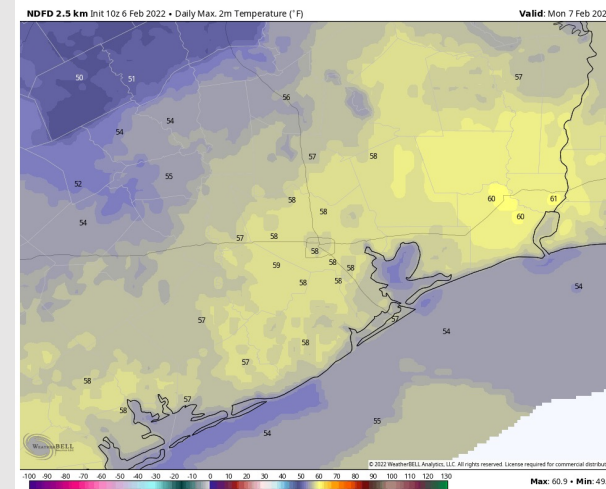 NDFD 2.5 km Init 10z 6 Feb 2022 • Daily Max. 2m Temperature (°F)
Valid: Mon 7 Feb 202
50 51 57
56
54
54
57 58
55
52
58 60 61
58 60
54
57 58
58
59 58 58
58 58
57 57
54
58
57
58
57
58
54 55
54
WeatherBELL
© 2022 WeatherBELL Analytics, LLC. All rights reserved. License required for commercial distribut
-100 -90 -80 -70 -60 -50 -40 -30 -20 -10 0 10 20 30 40 50 60 70 80 90 100 110 120 130
Max: 60.9 • Min: 49